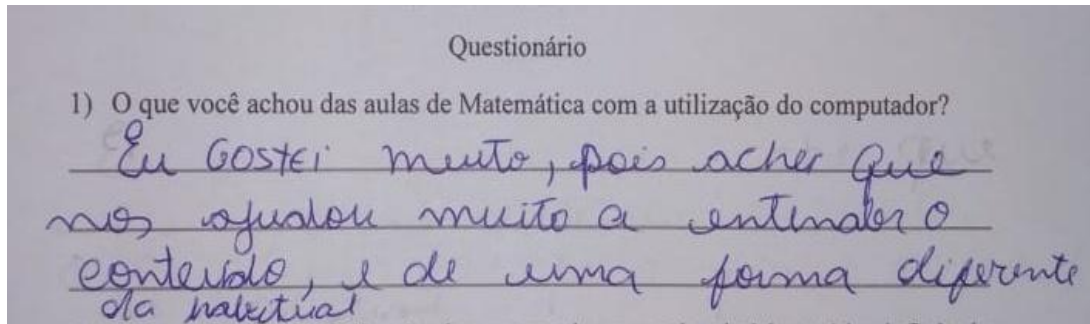 Questionário
1) O que você achou das aulas de Matemática com a utilização do computador?
Eu Gostei muito, pois achei que
nos ajudou muito a entender o
conteúdo, e de uma forma diferente
da habitual